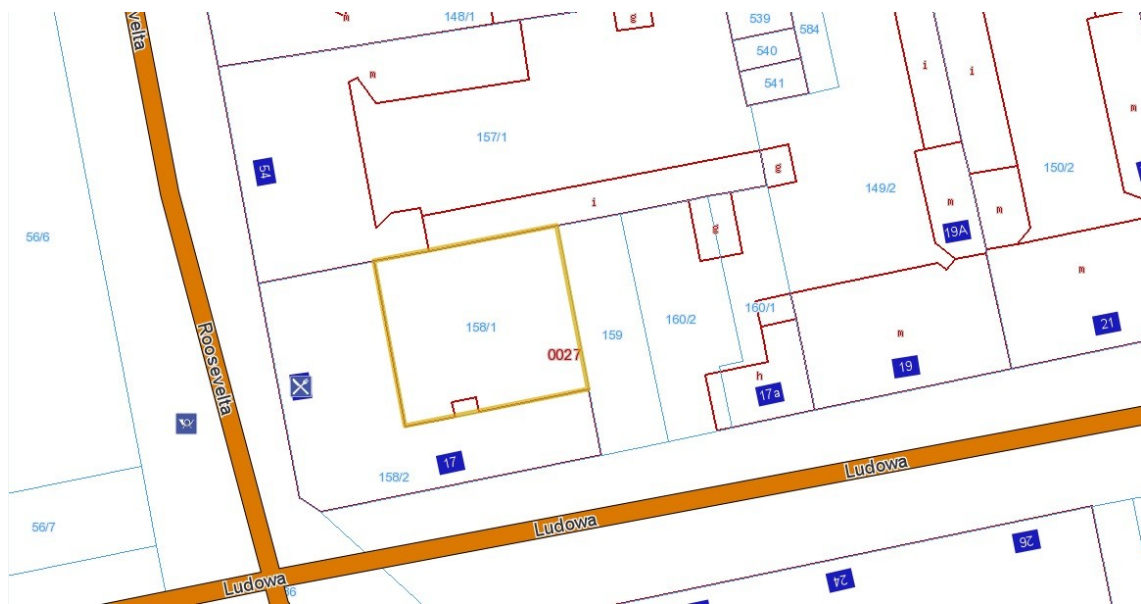 148/1
m
g
539
584
540
541
m
i
i
m
157/1
54
g
150/2
149/2
i
m
m
19A
g
m
56/6
158/1
159
160/2
160/1
0027
21
m
19
h
17a
Roosevelta
17
158/2
Ludowa
Ludowa
56/7
26
24
Ludowa